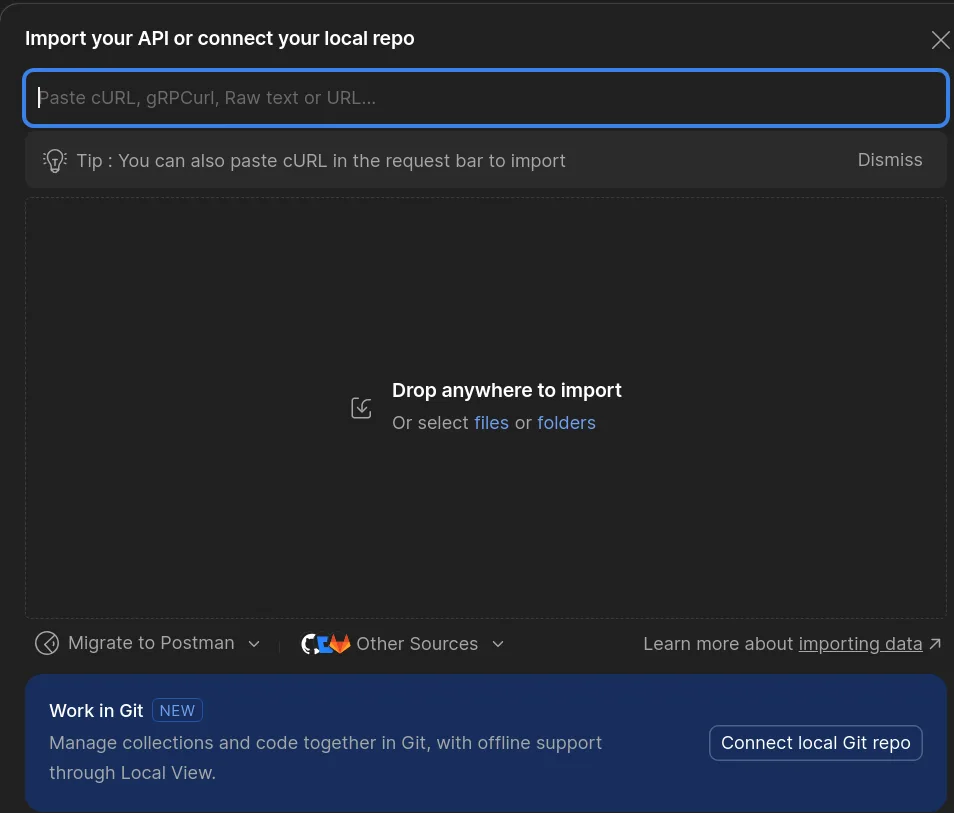 Import your API or connect your local repo
Paste cURL, gRPCurl, Raw text or URL...
Tip : You can also paste cURL in the request bar to import
Dismiss
Drop anywhere to import
Or select files or folders
Migrate to Postman
Other Sources
Learn more about importing data
Work in Git NEW
Manage collections and code together in Git, with offline support
through Local View.
Connect local Git repo